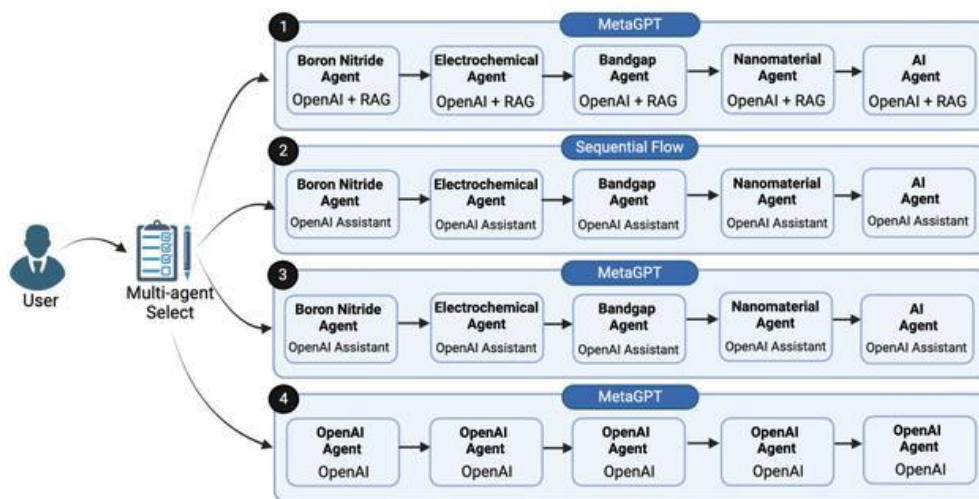 1
MetaGPT
Boron Nitride
Agent
OpenAI + RAG
Electrochemical
Agent
OpenAI + RAG
Bandgap
Agent
OpenAI + RAG
Nanomaterial
Agent
OpenAI + RAG
AI
Agent
OpenAI + RAG
2
Sequential Flow
Boron Nitride
Agent
OpenAI Assistant
Electrochemical
Agent
OpenAI Assistant
Bandgap
Agent
OpenAI Assistant
Nanomaterial
Agent
OpenAI Assistant
AI
Agent
OpenAI Assistant
User
Multi-agent
Select
3
MetaGPT
Boron Nitride
Agent
OpenAI Assistant
Electrochemical
Agent
OpenAI Assistant
Bandgap
Agent
OpenAI Assistant
Nanomaterial
Agent
OpenAI Assistant
AI
Agent
OpenAI Assistant
4
MetaGPT
OpenAI
Agent
OpenAI
OpenAI
Agent
OpenAI
OpenAI
Agent
OpenAI
OpenAI
Agent
OpenAI
OpenAI
Agent
OpenAI